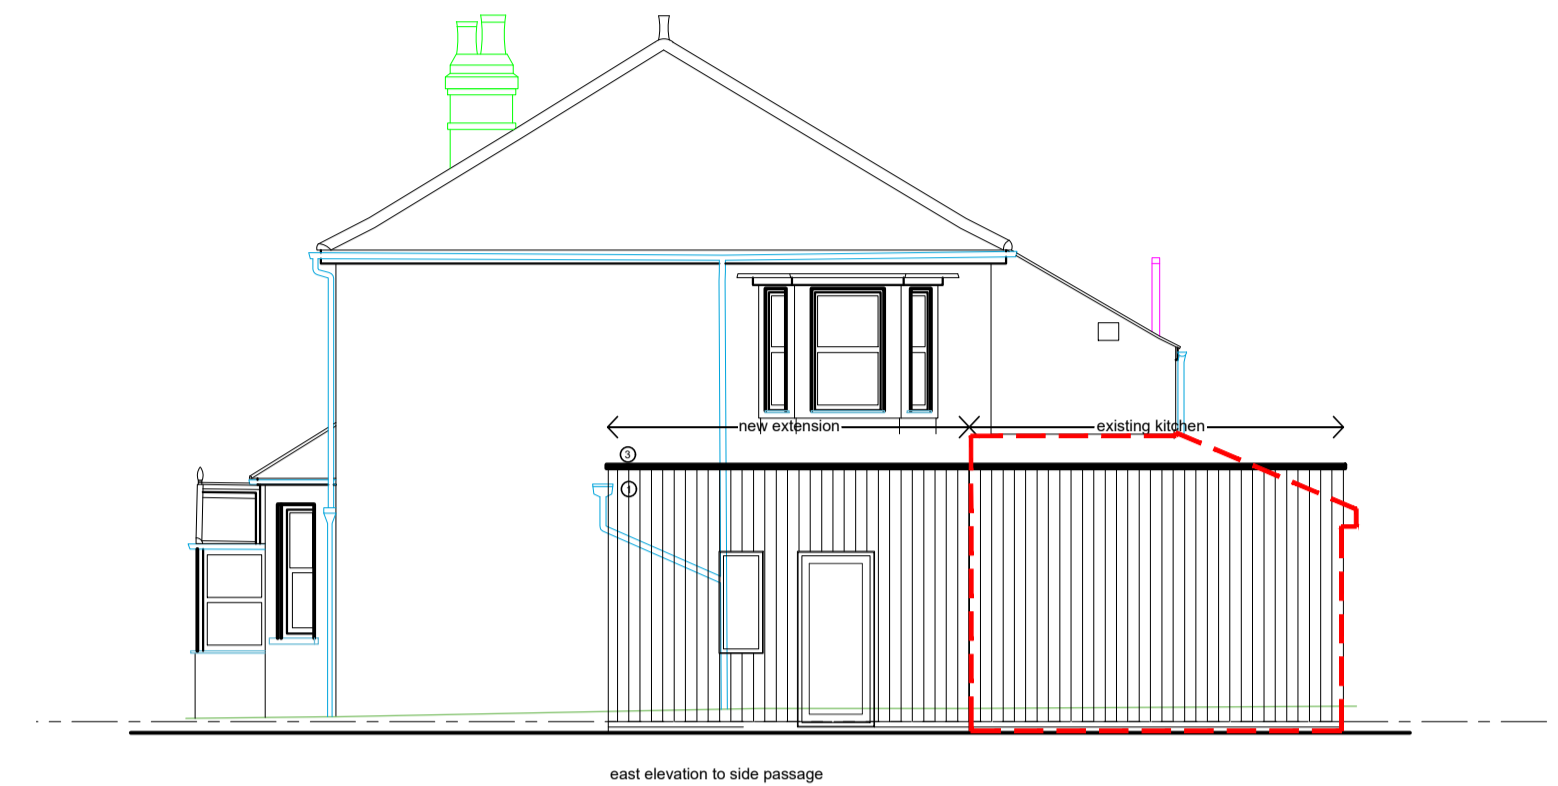 new extension
existing kitchen
3
1
east elevation to side passage